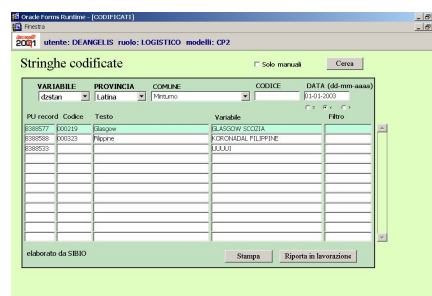 Oracle Forms Runtime - [CODIFICATI]
Finestra
2001 utente: DEANGELIS ruolo: LOGISTICO modelli: CP2
Stringhe codificate
Solo manuali
Cerca
VARIABILE PROVINCIA COMUNE CODICE DATA (dd-mm-aaaa)
dzstan Latina Minturno 01-01-2003
PU record Codice Testo Variabile Filtro
8388577 000219 Glasgow GLASGOW SCOZIA
8388588 000323 Filippine KORONADAL FILIPPINE
8388533 UUUUI
elaborato da SIBIO
Stampa
Riporta in lavorazione